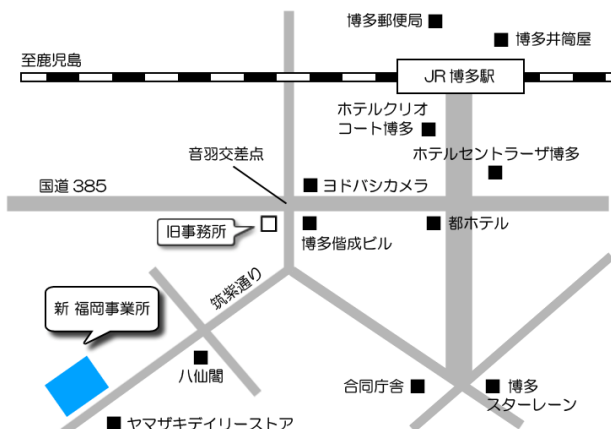 博多郵便局
博多井筒屋
至鹿児島
JR 博多駅
ホテルクリオ
コート博多
音羽交差点
ホテルセントラーザ博多
国道 385
ヨドバシカメラ
旧事務所
博多偕成ビル
都ホテル
筑紫通り
新 福岡事業所
八仙閣
合同庁舎
博多
スターレーン
ヤマザキデイリーストア